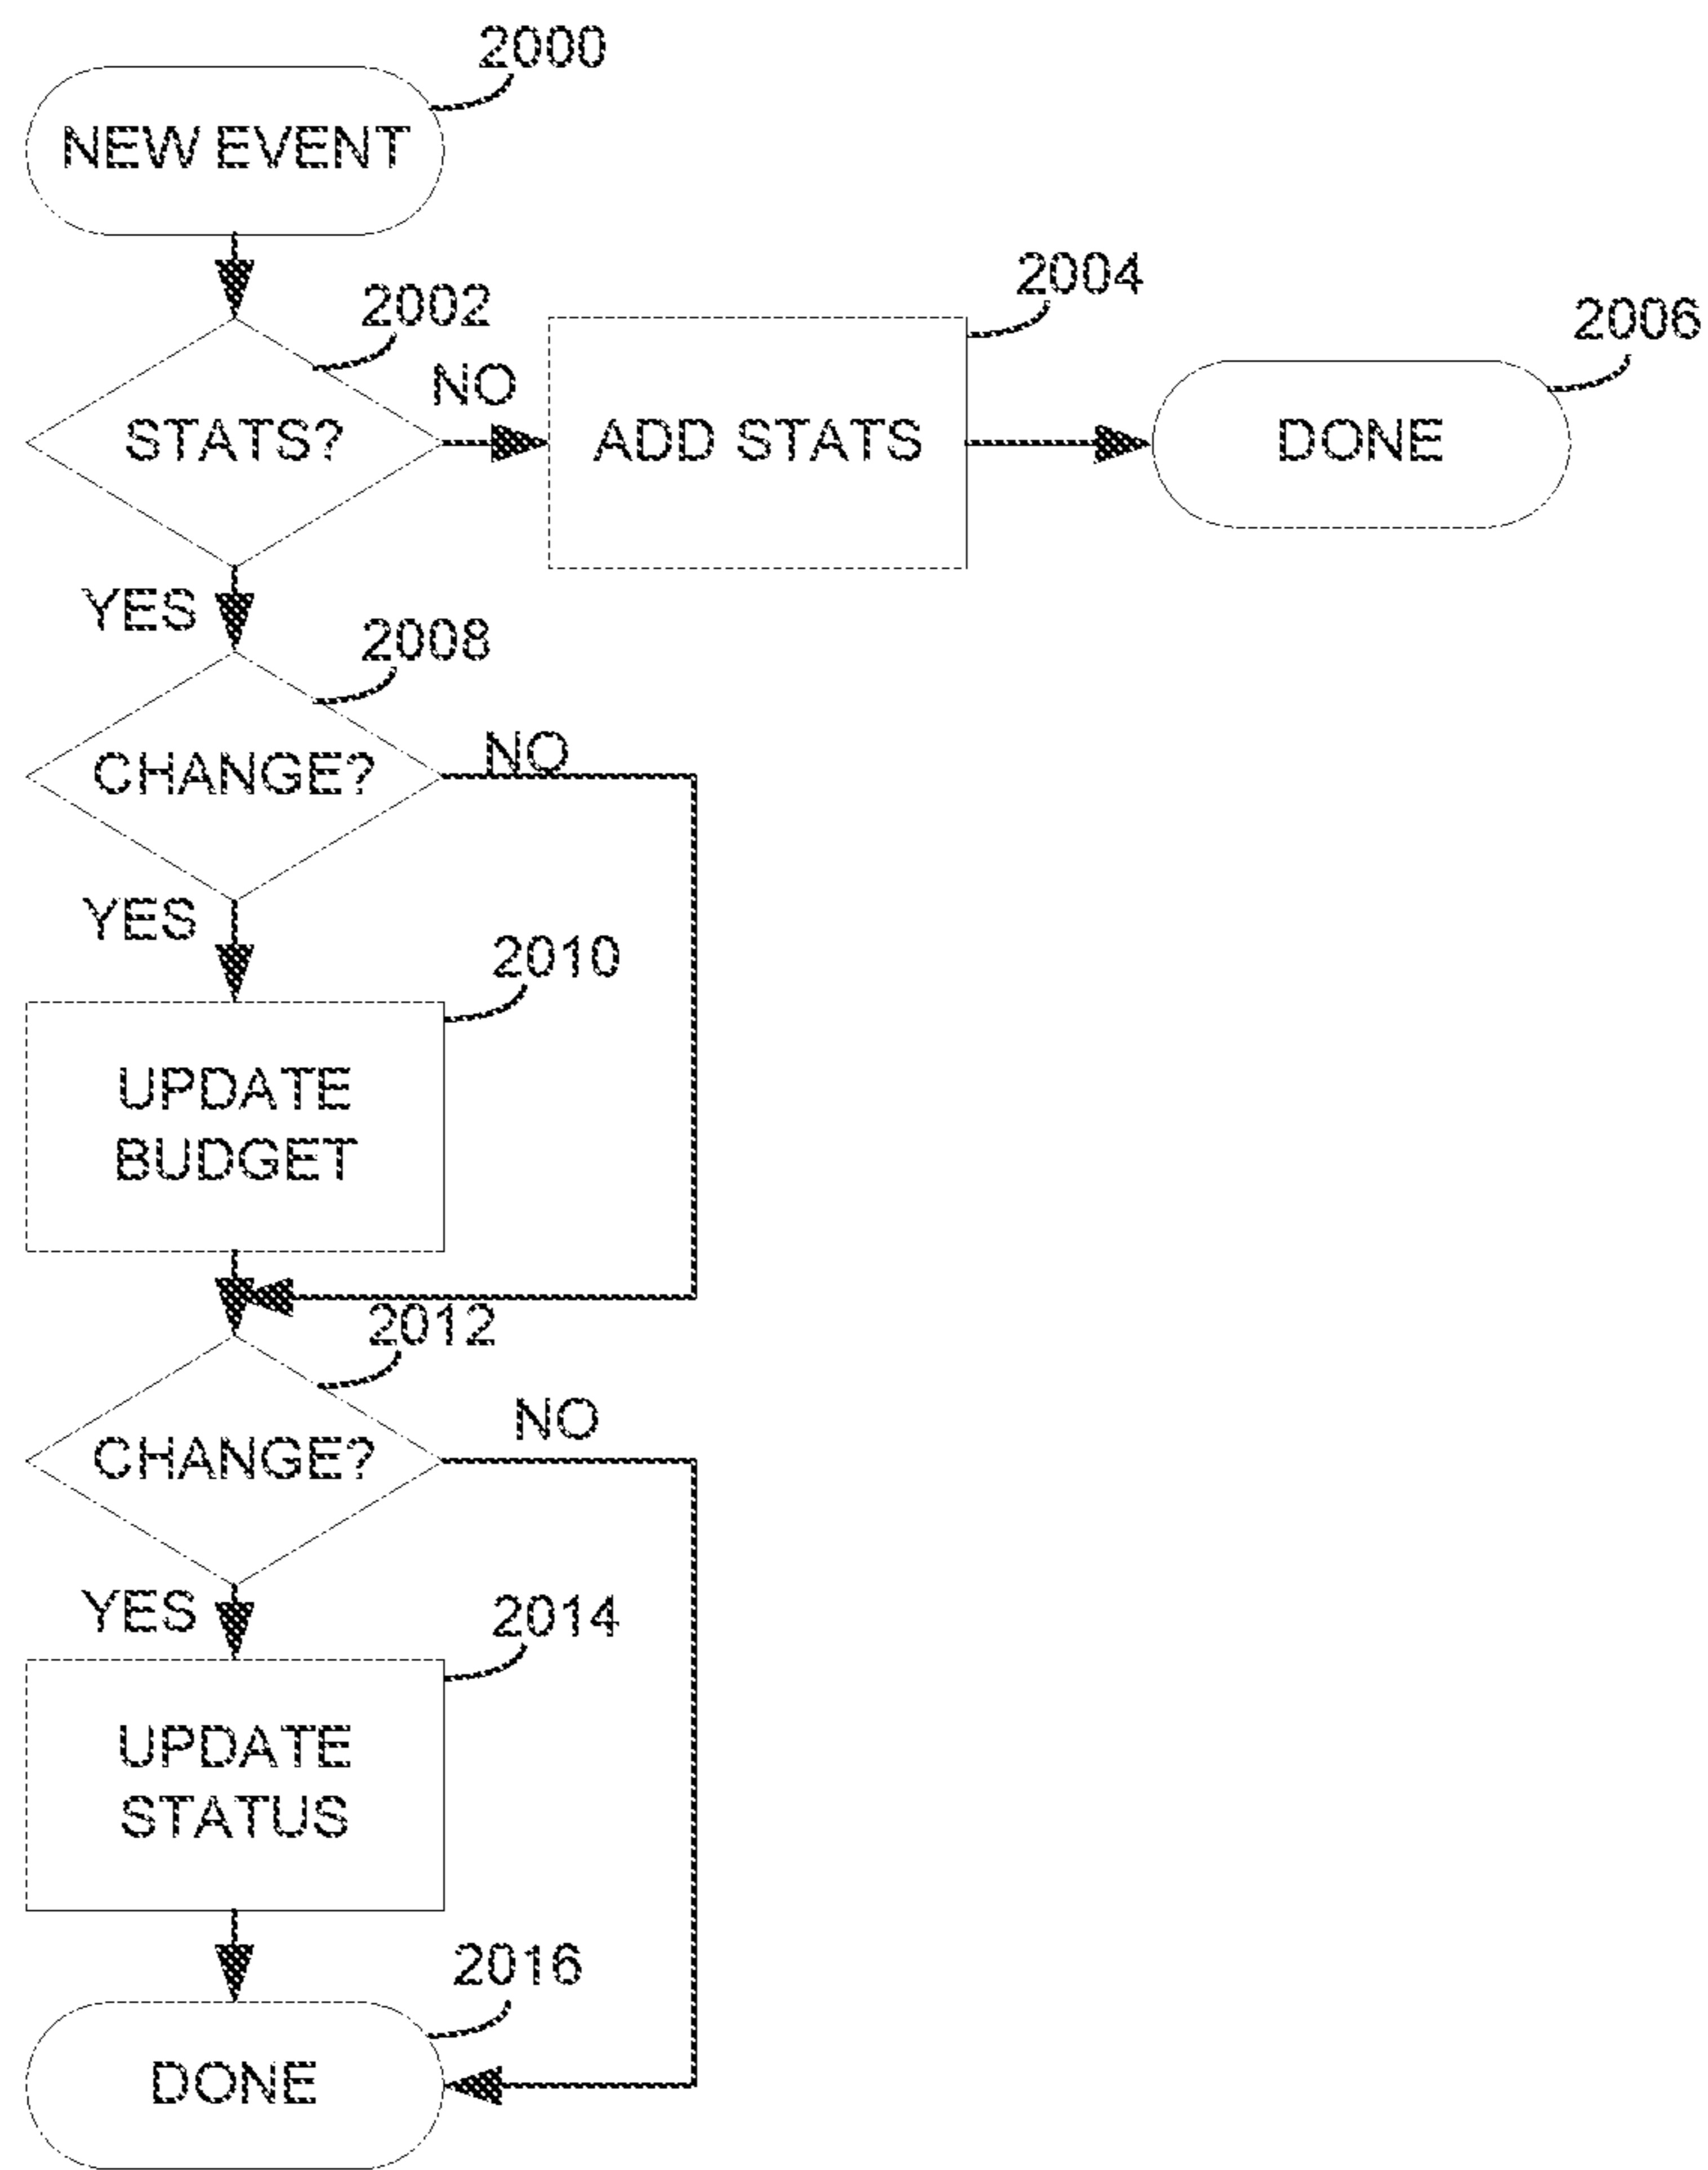 2000
NEW EVENT
2002
2004
2006
NO
STATS?
ADD STATS
DONE
YES
2008
NO
CHANGE?
YES
2010
UPDATE
BUDGET
2012
NO
CHANGE?
YES
2014
UPDATE
STATUS
2016
DONE